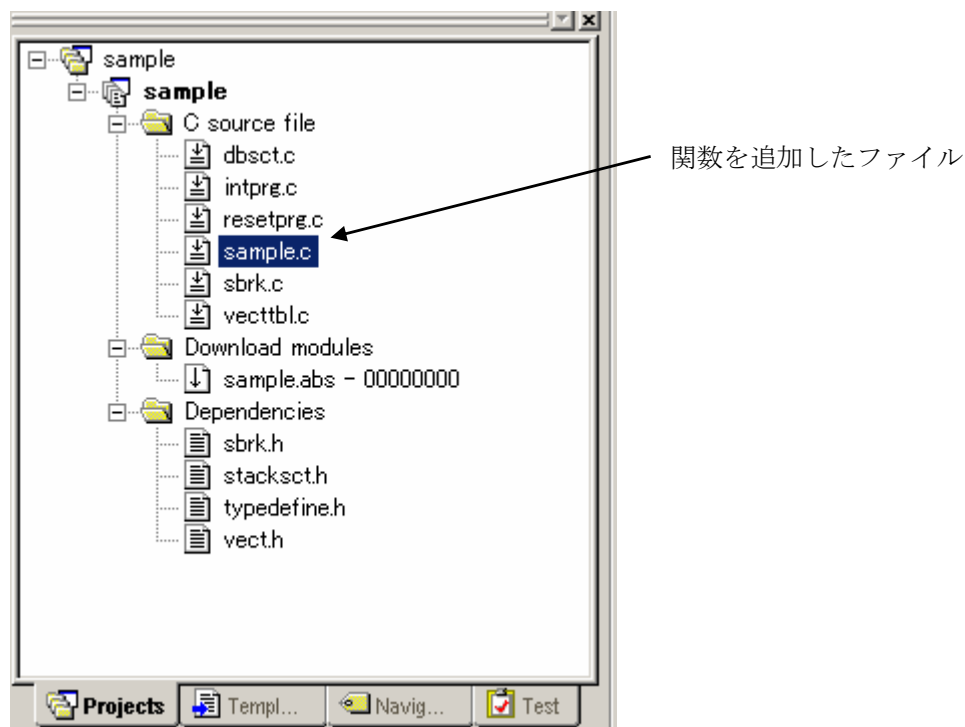 sample
sample
C source file
dbsct.c
intprg.c
関数を追加したファイル
resetprg.c
sample.c
sbrk.c
vecttbl.c
Download modules
sample.abs - 00000000
Dependencies
sbrk.h
stacksct.h
typedefine.h
vect.h
Projects Templ... Navig... Test